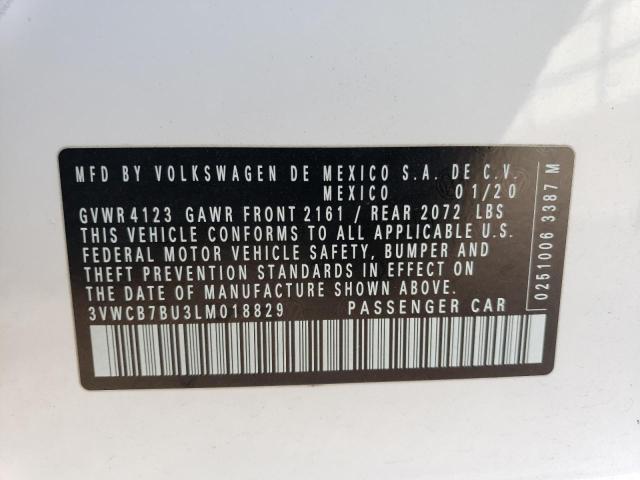 MFD BY VOLKSWAGEN DE MEXICO S.A. DE C.V.
MEXICO 01/20
GVWR 4123 GAWR FRONT 2161 / REAR 2072 LBS
THIS VEHICLE CONFORMS TO ALL APPLICABLE U.S.
FEDERAL MOTOR VEHICLE SAFETY, BUMPER AND
THEFT PREVENTION STANDARDS IN EFFECT ON
THE DATE OF MANUFACTURE SHOWN ABOVE.
3VWCB7BU3LM018829 PASSENGER CAR
0251006 3387 M